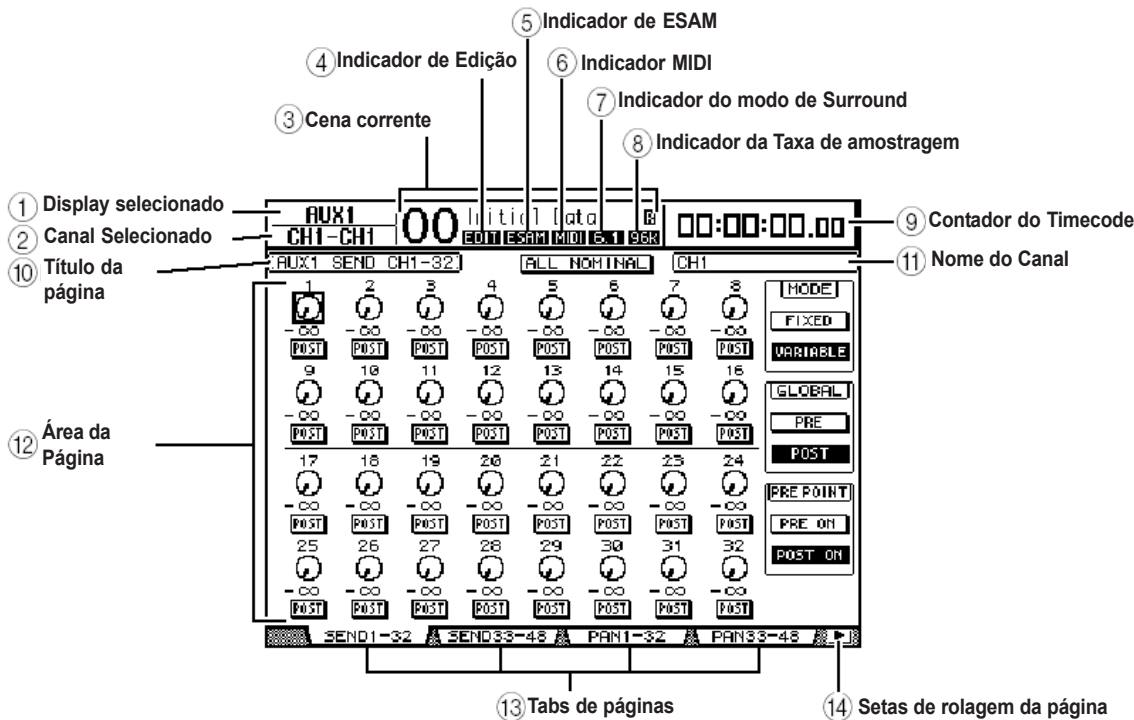 ⑤ Indicador de ESAM
④ Indicador de Edição
⑥ Indicador MIDI
⑦ Indicador do modo de Surround
③ Cena corrente
⑧ Indicador da Taxa de amostragem
① Display selecionado
② Canal Selecionado
⑩ Título da
página
AUX1
CH1-CH1
00 Initial Data R
EDIT ESAM MIDI 6.1 96K
00:00:00.00
⑨ Contador do Timecode
AUX1 SEND CH1-32
ALL NOMINAL
CH1
⑪ Nome do Canal
1 2 3 4 5 6 7 8
-∞ -∞ -∞ -∞ -∞ -∞ -∞ -∞
POST POST POST POST POST POST POST POST
MODE
FIXED
VARIABLE
9 10 11 12 13 14 15 16
-∞ -∞ -∞ -∞ -∞ -∞ -∞ -∞
POST POST POST POST POST POST POST POST
GLOBAL
PRE
POST
⑫ Área da
Página
17 18 19 20 21 22 23 24
-∞ -∞ -∞ -∞ -∞ -∞ -∞ -∞
POST POST POST POST POST POST POST POST
PRE POINT
PRE ON
POST ON
25 26 27 28 29 30 31 32
-∞ -∞ -∞ -∞ -∞ -∞ -∞ -∞
POST POST POST POST POST POST POST POST
SEND1-32 SEND33-48 PAN1-32 PAN33-48
⑬ Tabs de páginas
⑭ Setas de rolagem da página